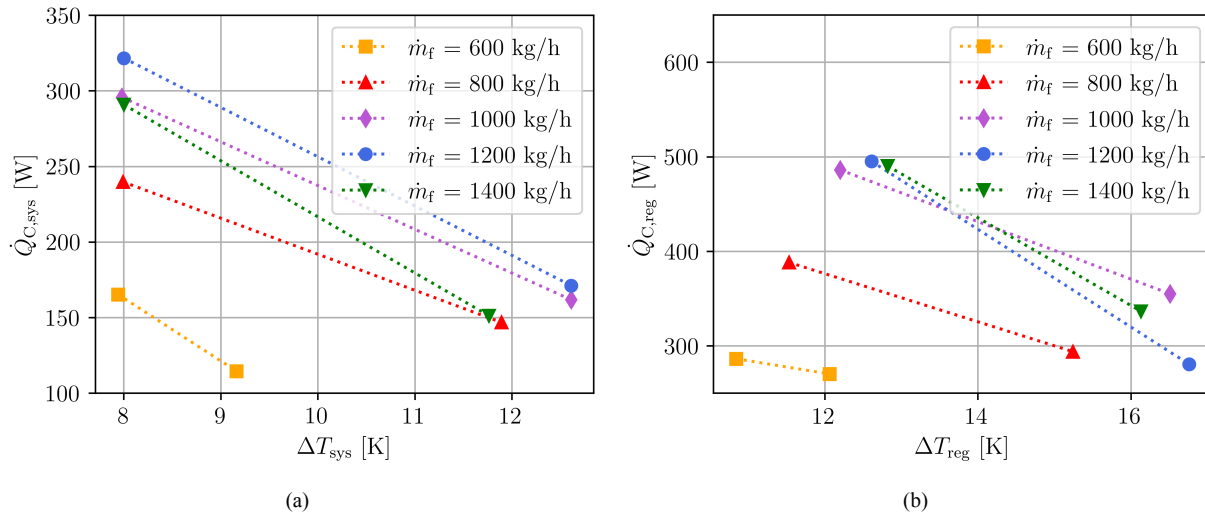 350
300
250
200
150
100
Q̇C,sys [W]
ṁf = 600 kg/h
ṁf = 800 kg/h
ṁf = 1000 kg/h
ṁf = 1200 kg/h
ṁf = 1400 kg/h
8 9 10 11 12
ΔTsys [K]
(a)
600
500
400
300
Q̇C,reg [W]
ṁf = 600 kg/h
ṁf = 800 kg/h
ṁf = 1000 kg/h
ṁf = 1200 kg/h
ṁf = 1400 kg/h
12 14 16
ΔTreg [K]
(b)